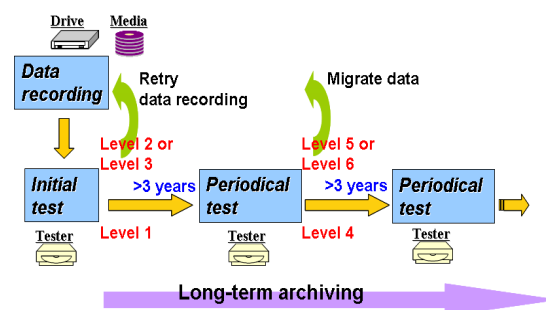 Drive Media
Data
recording
Retry
data recording
Migrate data
Level 2 or
Level 3
Level 5 or
Level 6
Initial
test
>3 years
Periodical
test
>3 years
Periodical
test
Level 1
Level 4
Tester
Tester
Tester
Long-term archiving